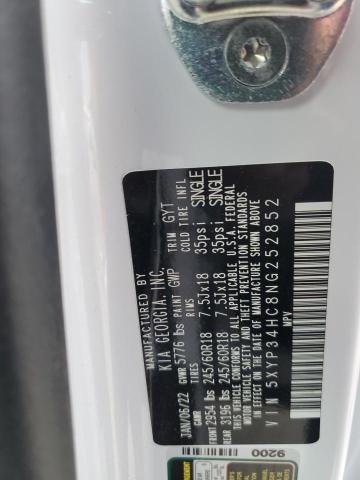 MANUFACTURED BY
KIA GEORGIA, INC.
JAN/06/22 GVWR 5776 lbs PAINT GWP TRIM GYT
GAWR TIRES RIMS COLD TIRE INFL
FRONT 2954 lbs 245/60R18 7.5Jx18 35psi SINGLE
REAR 3196 lbs 245/60R18 7.5Jx18 35psi SINGLE
THIS VEHICLE CONFORMS TO ALL APPLICABLE U.S.A. FEDERAL
MOTOR VEHICLE SAFETY AND THEFT PREVENTION STANDARDS
IN EFFECT ON THE DATE OF MANUFACTURE SHOWN ABOVE
VIN 5XYP34HC8NG252852
MPV
9200